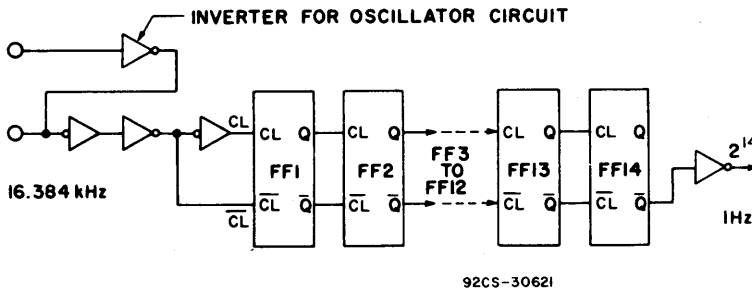 INVERTER FOR OSCILLATOR CIRCUIT
16.384 kHz
CL
C̅L̅
CL Q
FF1
C̅L̅ Q̅
CL Q
FF2
C̅L̅ Q̅
FF3
TO
FF12
CL Q
FF13
C̅L̅ Q̅
CL Q
FF14
C̅L̅ Q̅
2¹⁴
1Hz
92CS-30621